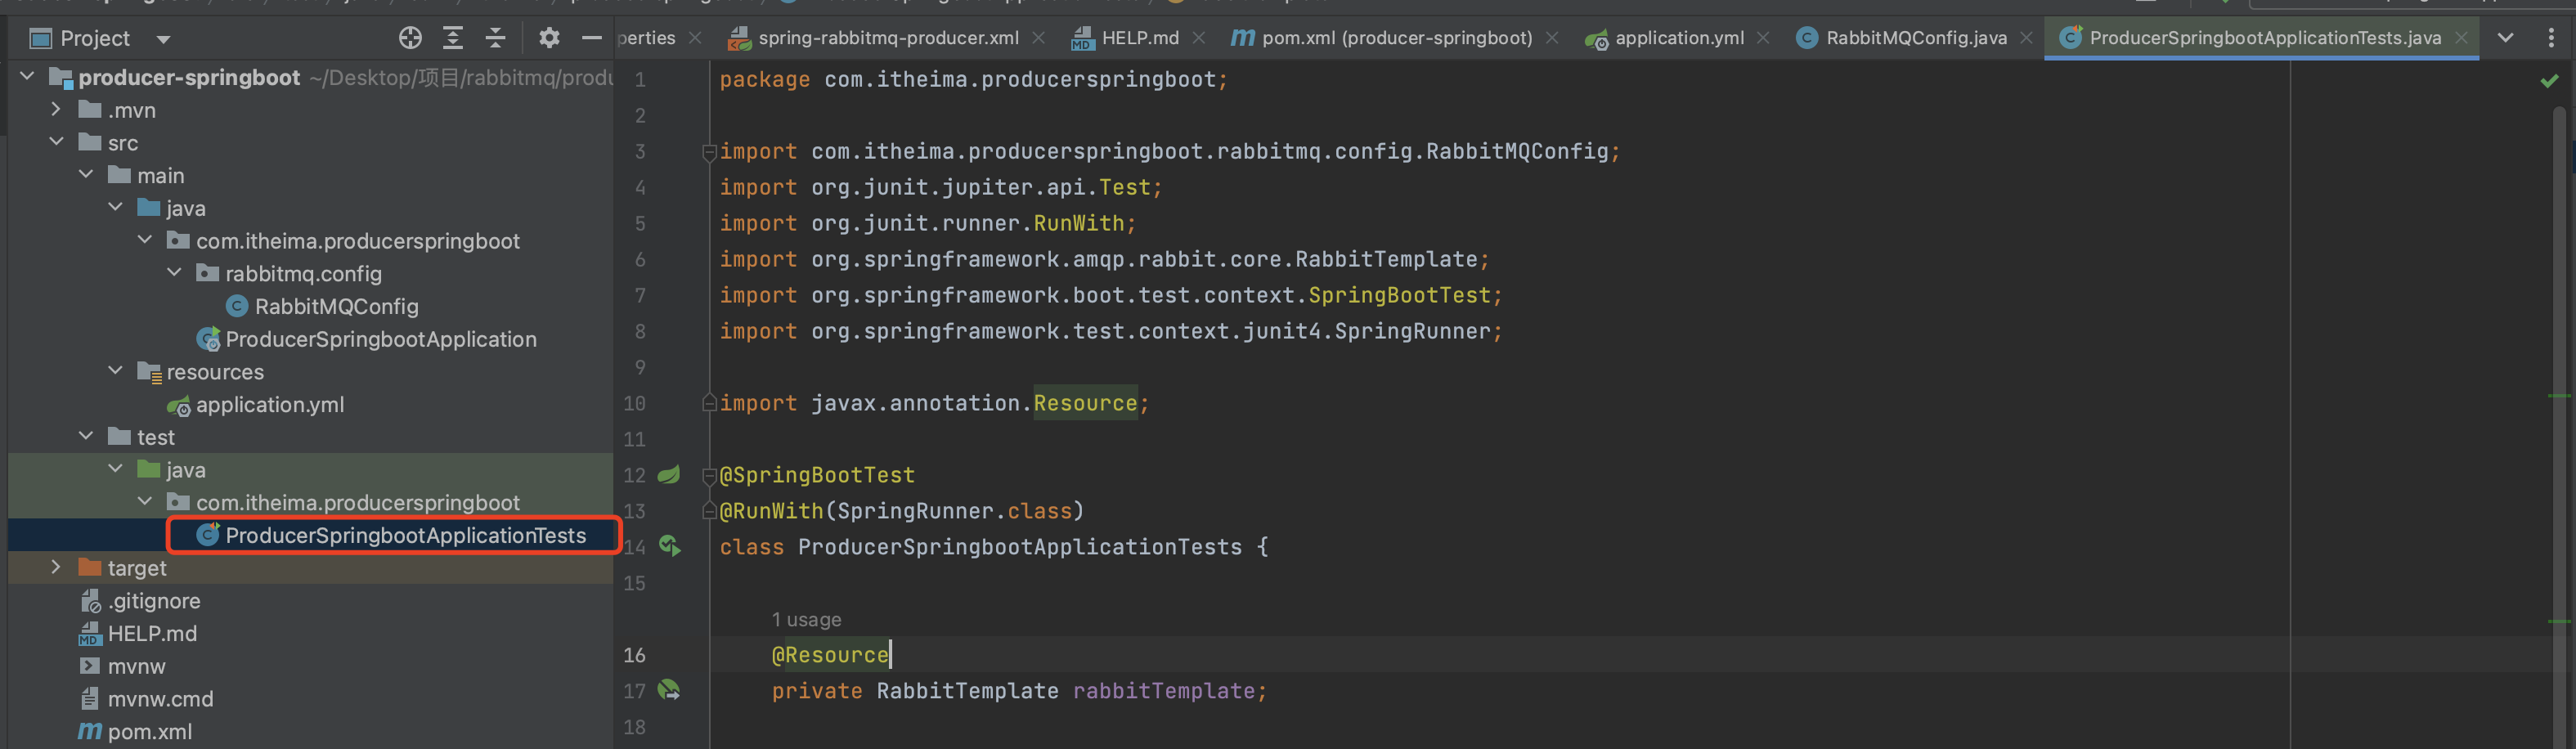 Project
perties
spring-rabbitmq-producer.xml
HELP.md
pom.xml (producer-springboot)
application.yml
RabbitMQConfig.java
ProducerSpringbootApplicationTests.java
producer-springboot ~/Desktop/项目/rabbitmq/produ
.mvn
src
main
java
com.itheima.producerspringboot
rabbitmq.config
RabbitMQConfig
ProducerSpringbootApplication
resources
application.yml
test
java
com.itheima.producerspringboot
ProducerSpringbootApplicationTests
target
.gitignore
MD HELP.md
mvnw
mvnw.cmd
m pom.xml
1 package com.itheima.producerspringboot;
2
3 import com.itheima.producerspringboot.rabbitmq.config.RabbitMQConfig;
4 import org.junit.jupiter.api.Test;
5 import org.junit.runner.RunWith;
6 import org.springframework.amqp.rabbit.core.RabbitTemplate;
7 import org.springframework.boot.test.context.SpringBootTest;
8 import org.springframework.test.context.junit4.SpringRunner;
9
10 import javax.annotation.Resource;
11
12 @SpringBootTest
13 @RunWith(SpringRunner.class)
14 class ProducerSpringbootApplicationTests {
15
1 usage
16 @Resource
17 private RabbitTemplate rabbitTemplate;
18